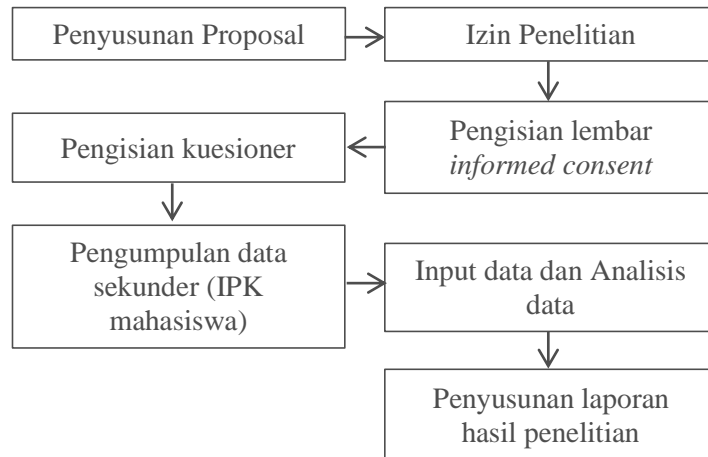 Penyusunan Proposal
Izin Penelitian
Pengisian lembar
informed consent
Pengisian kuesioner
Pengumpulan data
sekunder (IPK
mahasiswa)
Input data dan Analisis
data
Penyusunan laporan
hasil penelitian